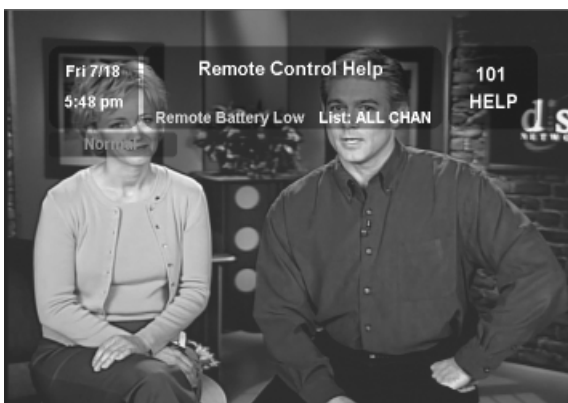 Fri 7/18
Remote Control Help
101
5:48 pm
HELP
Remote Battery Low
List: ALL CHAN
Normal